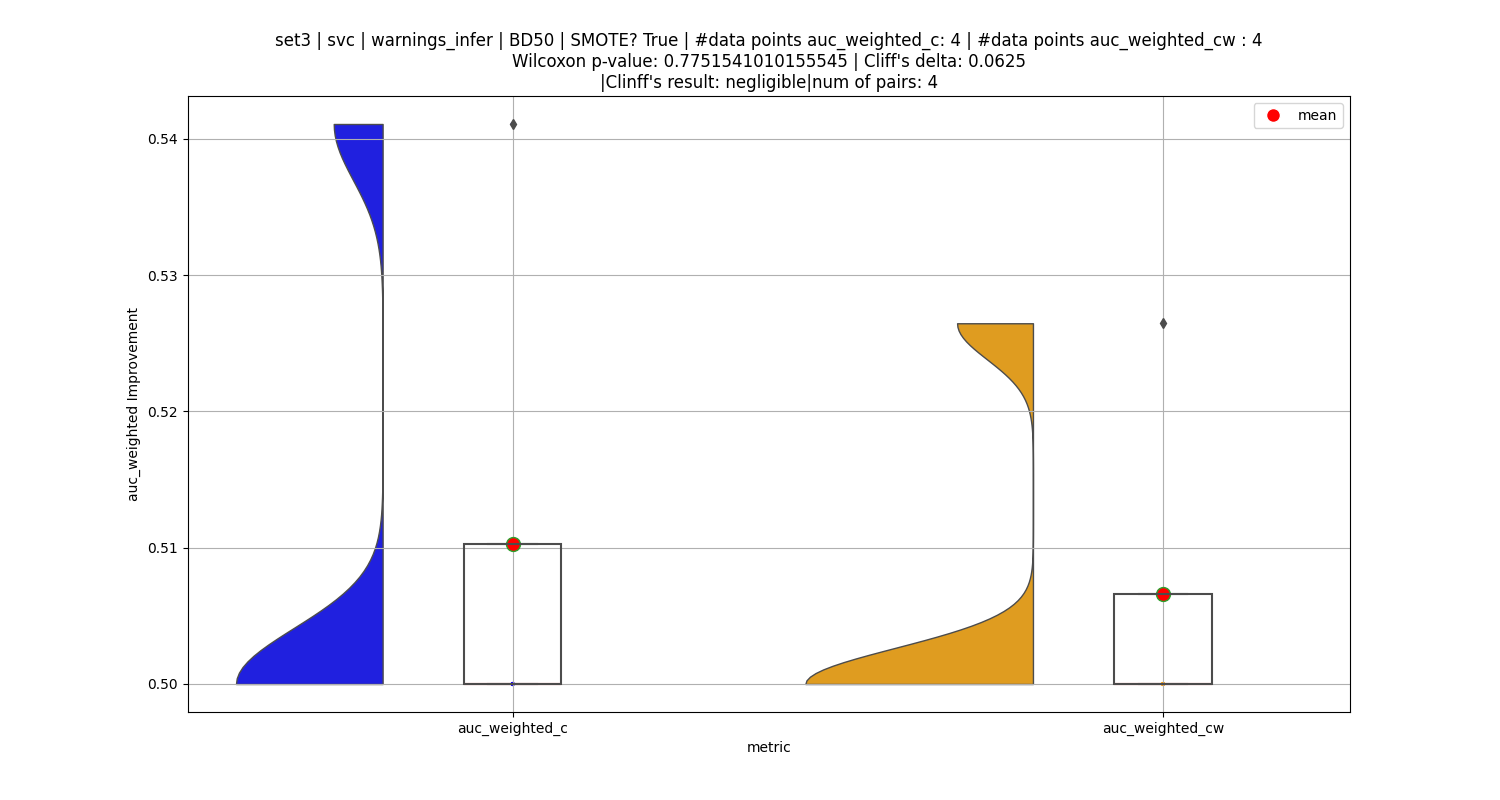 set3 | svc | warnings_infer | BD50 | SMOTE? True | #data points auc_weighted_c: 4 | #data points auc_weighted_cw : 4
Wilcoxon p-value: 0.7751541010155545 | Cliff's delta: 0.0625
|Clinff's result: negligible|num of pairs: 4
mean
0.54
0.53
0.52
0.51
0.50
auc_weighted Improvement
auc_weighted_c
auc_weighted_cw
metric